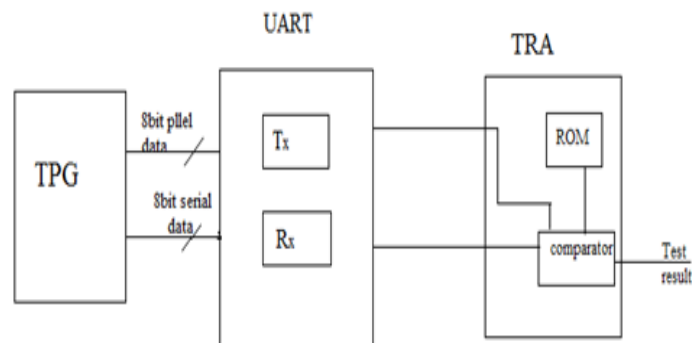 UART
TRA
8bit pllel
data
TPG
Tx
ROM
8bit serial
data
Rx
comparator
Test
result